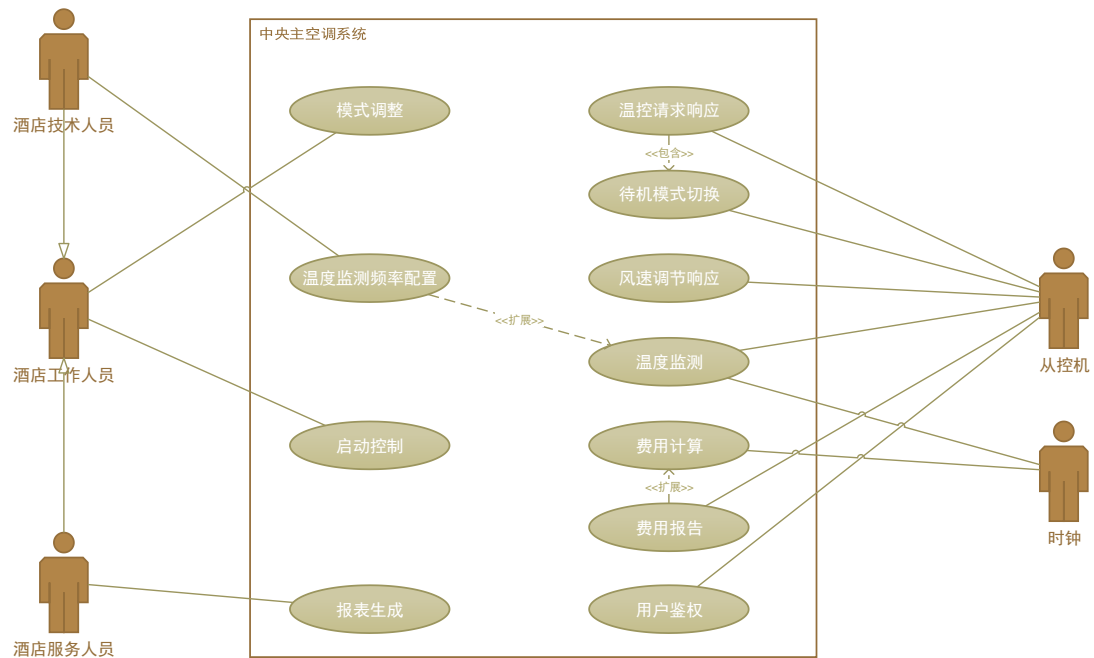 中央主空调系统
模式调整
温控请求响应
酒店技术人员
<<包含>>
待机模式切换
温度监测频率配置
风速调节响应
<<扩展>>
温度监测
从控机
酒店工作人员
启动控制
费用计算
<<扩展>>
费用报告
时钟
报表生成
用户鉴权
酒店服务人员